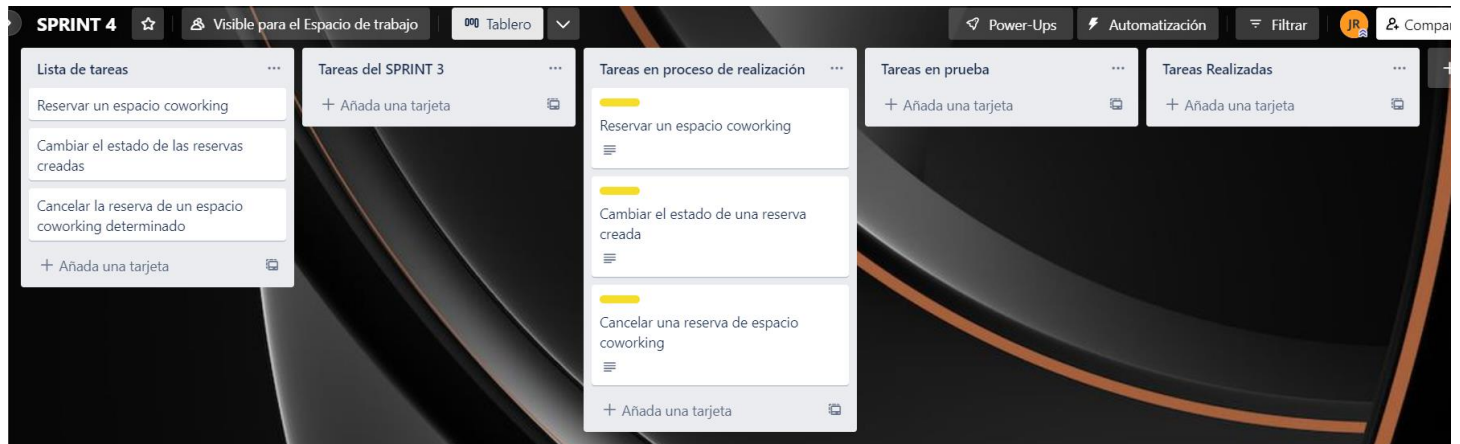 SPRINT 4 Visible para el Espacio de trabajo Tablero Power-Ups Automatización Filtrar JR
Lista de tareas
Reservar un espacio coworking
Cambiar el estado de las reservas
creadas
Cancelar la reserva de un espacio
coworking determinado
+ Añada una tarjeta
Tareas del SPRINT 3
+ Añada una tarjeta
Tareas en proceso de realización
Reservar un espacio coworking
Cambiar el estado de una reserva
creada
Cancelar una reserva de espacio
coworking
+ Añada una tarjeta
Tareas en prueba
+ Añada una tarjeta
Tareas Realizadas
+ Añada una tarjeta